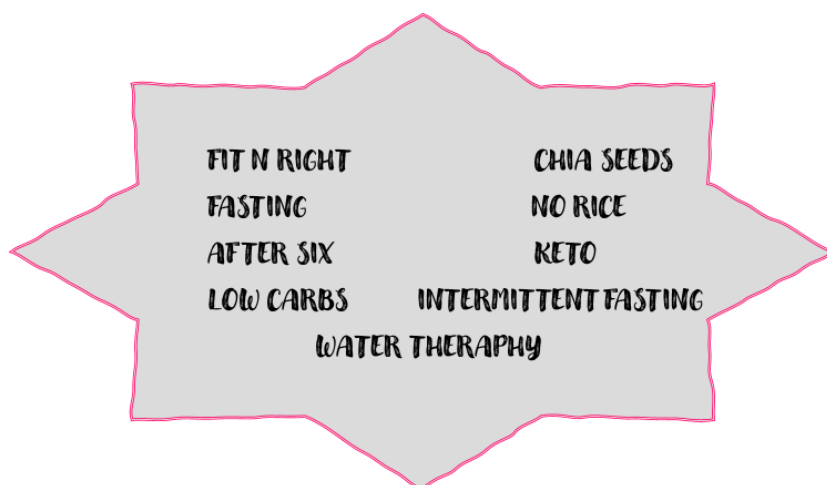 FIT N RIGHT CHIA SEEDS
FASTING NO RICE
AFTER SIX KETO
LOW CARBS INTERMITTENT FASTING
WATER THERAPHY